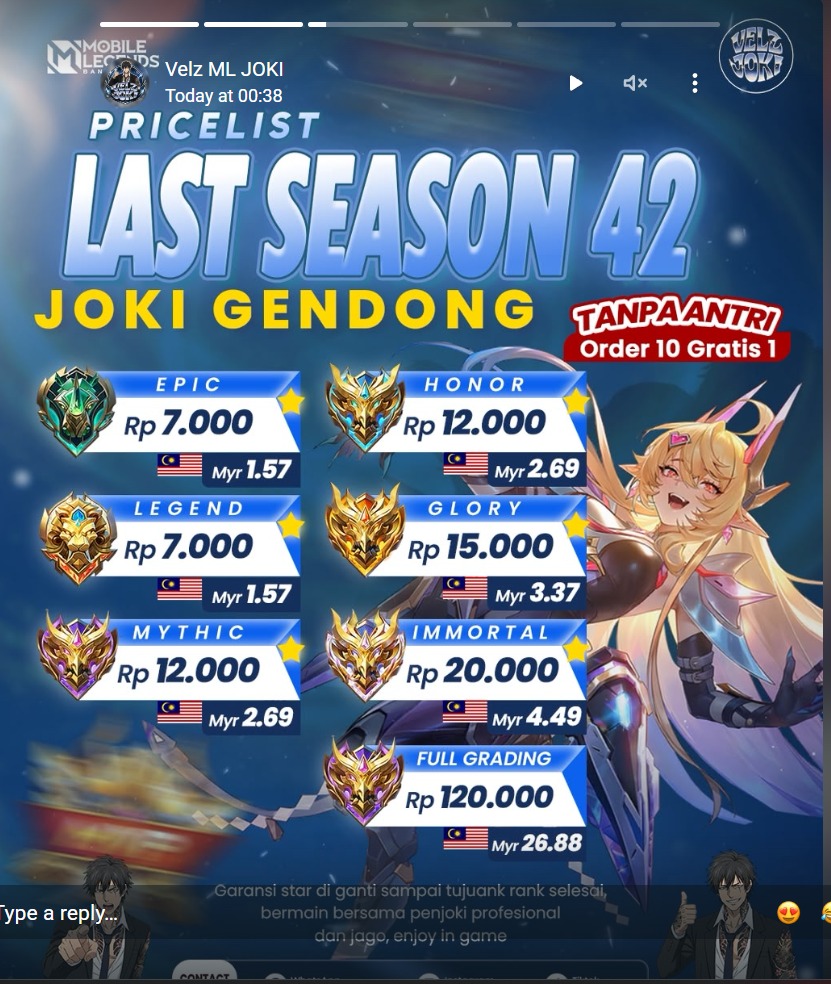 MOBILE
LEGENDS
BANG
VELZ
JOKI
Velz ML JOKI
Today at 00:38
PRICELIST
LAST SEASON 42
JOKI GENDONG
TANPA ANTRI
Order 10 Gratis 1
EPIC
Rp 7.000
Myr 1.57
HONOR
Rp 12.000
Myr 2.69
LEGEND
Rp 7.000
Myr 1.57
GLORY
Rp 15.000
Myr 3.37
MYTHIC
Rp 12.000
Myr 2.69
IMMORTAL
Rp 20.000
Myr 4.49
FULL GRADING
Rp 120.000
Myr 26.88
Garansi star di ganti sampai tujuank rank selesai,
bermain bersama penjoki profesional
dan jago, enjoy in game
Type a reply...
CONTACT
WhatsApp
Instagram